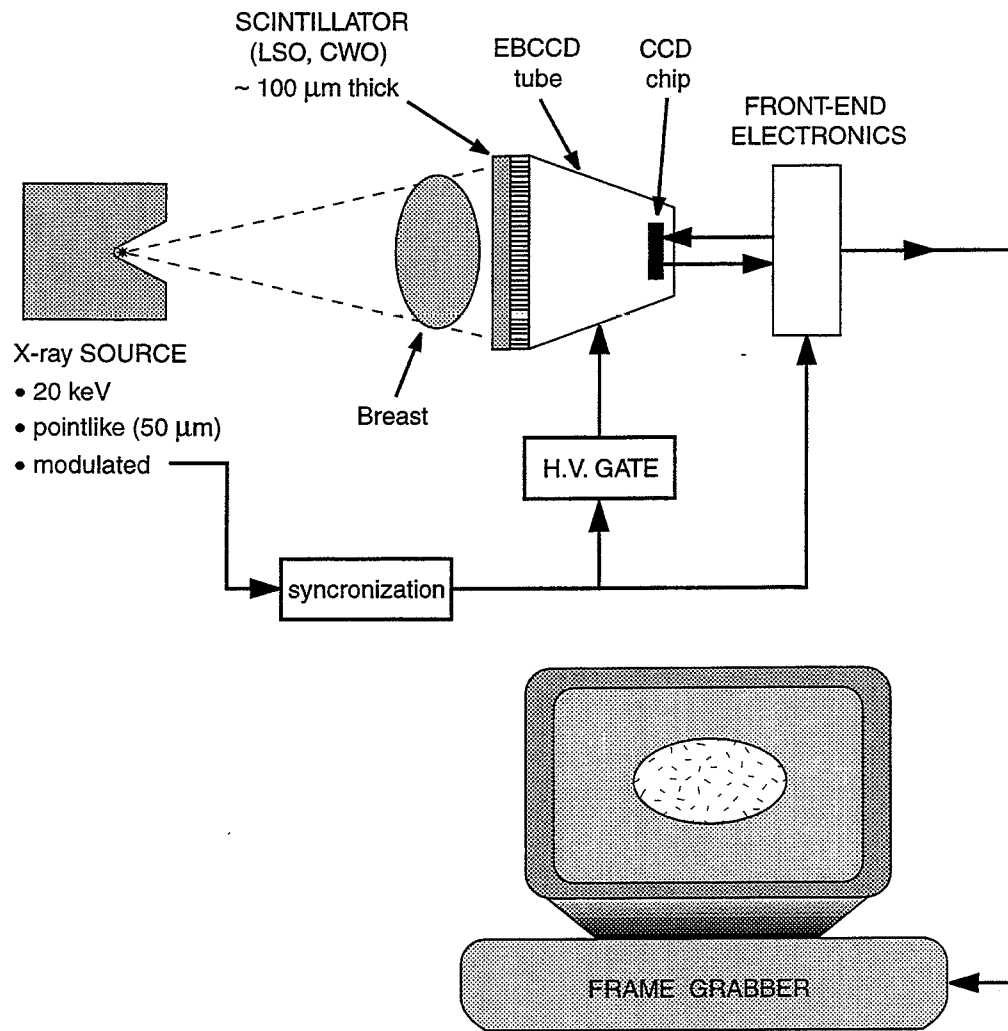 SCINTILLATOR
(LSO, CWO)
~ 100 µm thick
EBCCD
tube
CCD
chip
FRONT-END
ELECTRONICS
X-ray SOURCE
• 20 keV
• pointlike (50 µm)
• modulated
Breast
H.V. GATE
syncronization
FRAME GRABBER